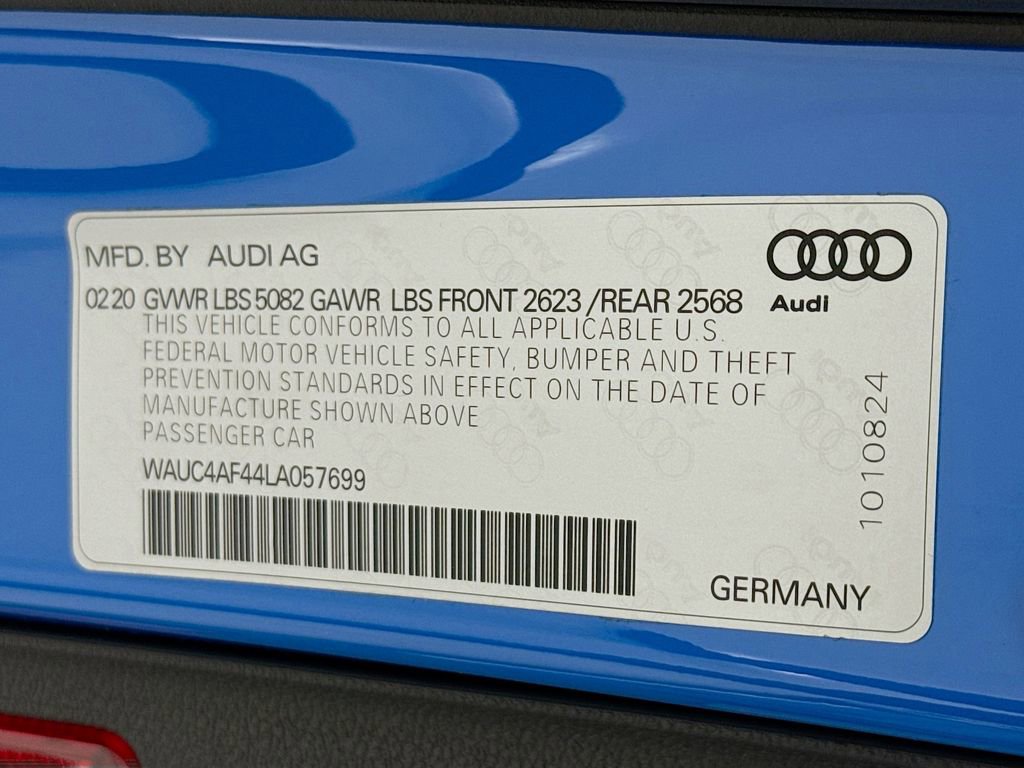 MFD. BY AUDI AG
Audi
02 20 GVWR LBS 5082 GAWR LBS FRONT 2623 /REAR 2568
THIS VEHICLE CONFORMS TO ALL APPLICABLE U.S.
FEDERAL MOTOR VEHICLE SAFETY, BUMPER AND THEFT
PREVENTION STANDARDS IN EFFECT ON THE DATE OF
MANUFACTURE SHOWN ABOVE
PASSENGER CAR
WAUC4AF44LA057699
GERMANY
1010824